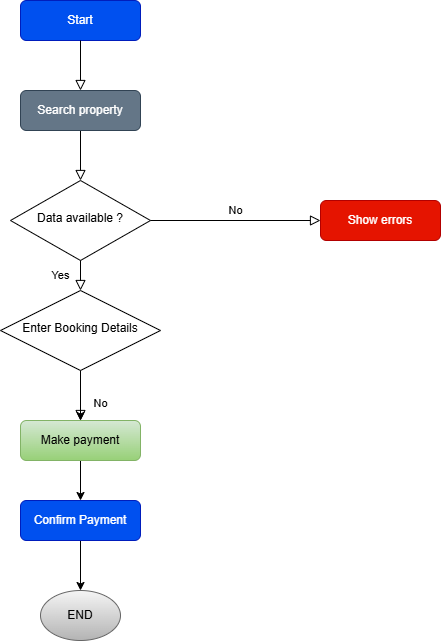 Start
Search property
Data available ?
No
Show errors
Yes
Enter Booking Details
No
Make payment
Confirm Payment
END